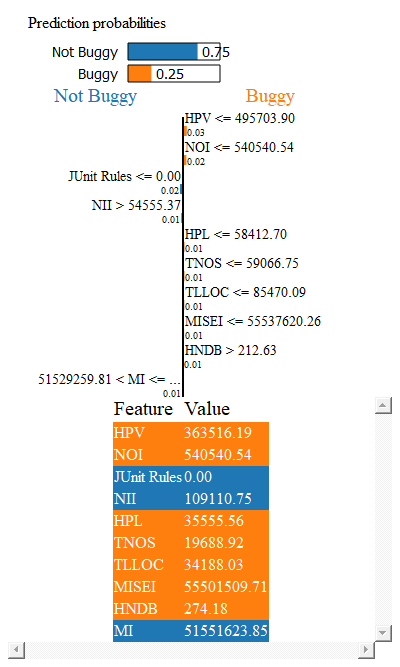 Prediction probabilities
Not Buggy 0.75
Buggy 0.25
Not Buggy Buggy
HPV <= 495703.90
0.03
NOI <= 540540.54
0.02
JUnit Rules <= 0.00
0.02
NII > 54555.37
0.01
HPL <= 58412.70
0.01
TNOS <= 59066.75
0.01
TLLOC <= 85470.09
0.01
MISEI <= 55537620.26
0.01
HNDB > 212.63
0.01
51529259.81 < MI <= ...
0.01
Feature Value
HPV 363516.19
NOI 540540.54
JUnit Rules 0.00
NII 109110.75
HPL 35555.56
TNOS 19688.92
TLLOC 34188.03
MISEI 55501509.71
HNDB 274.18
MI 51551623.85